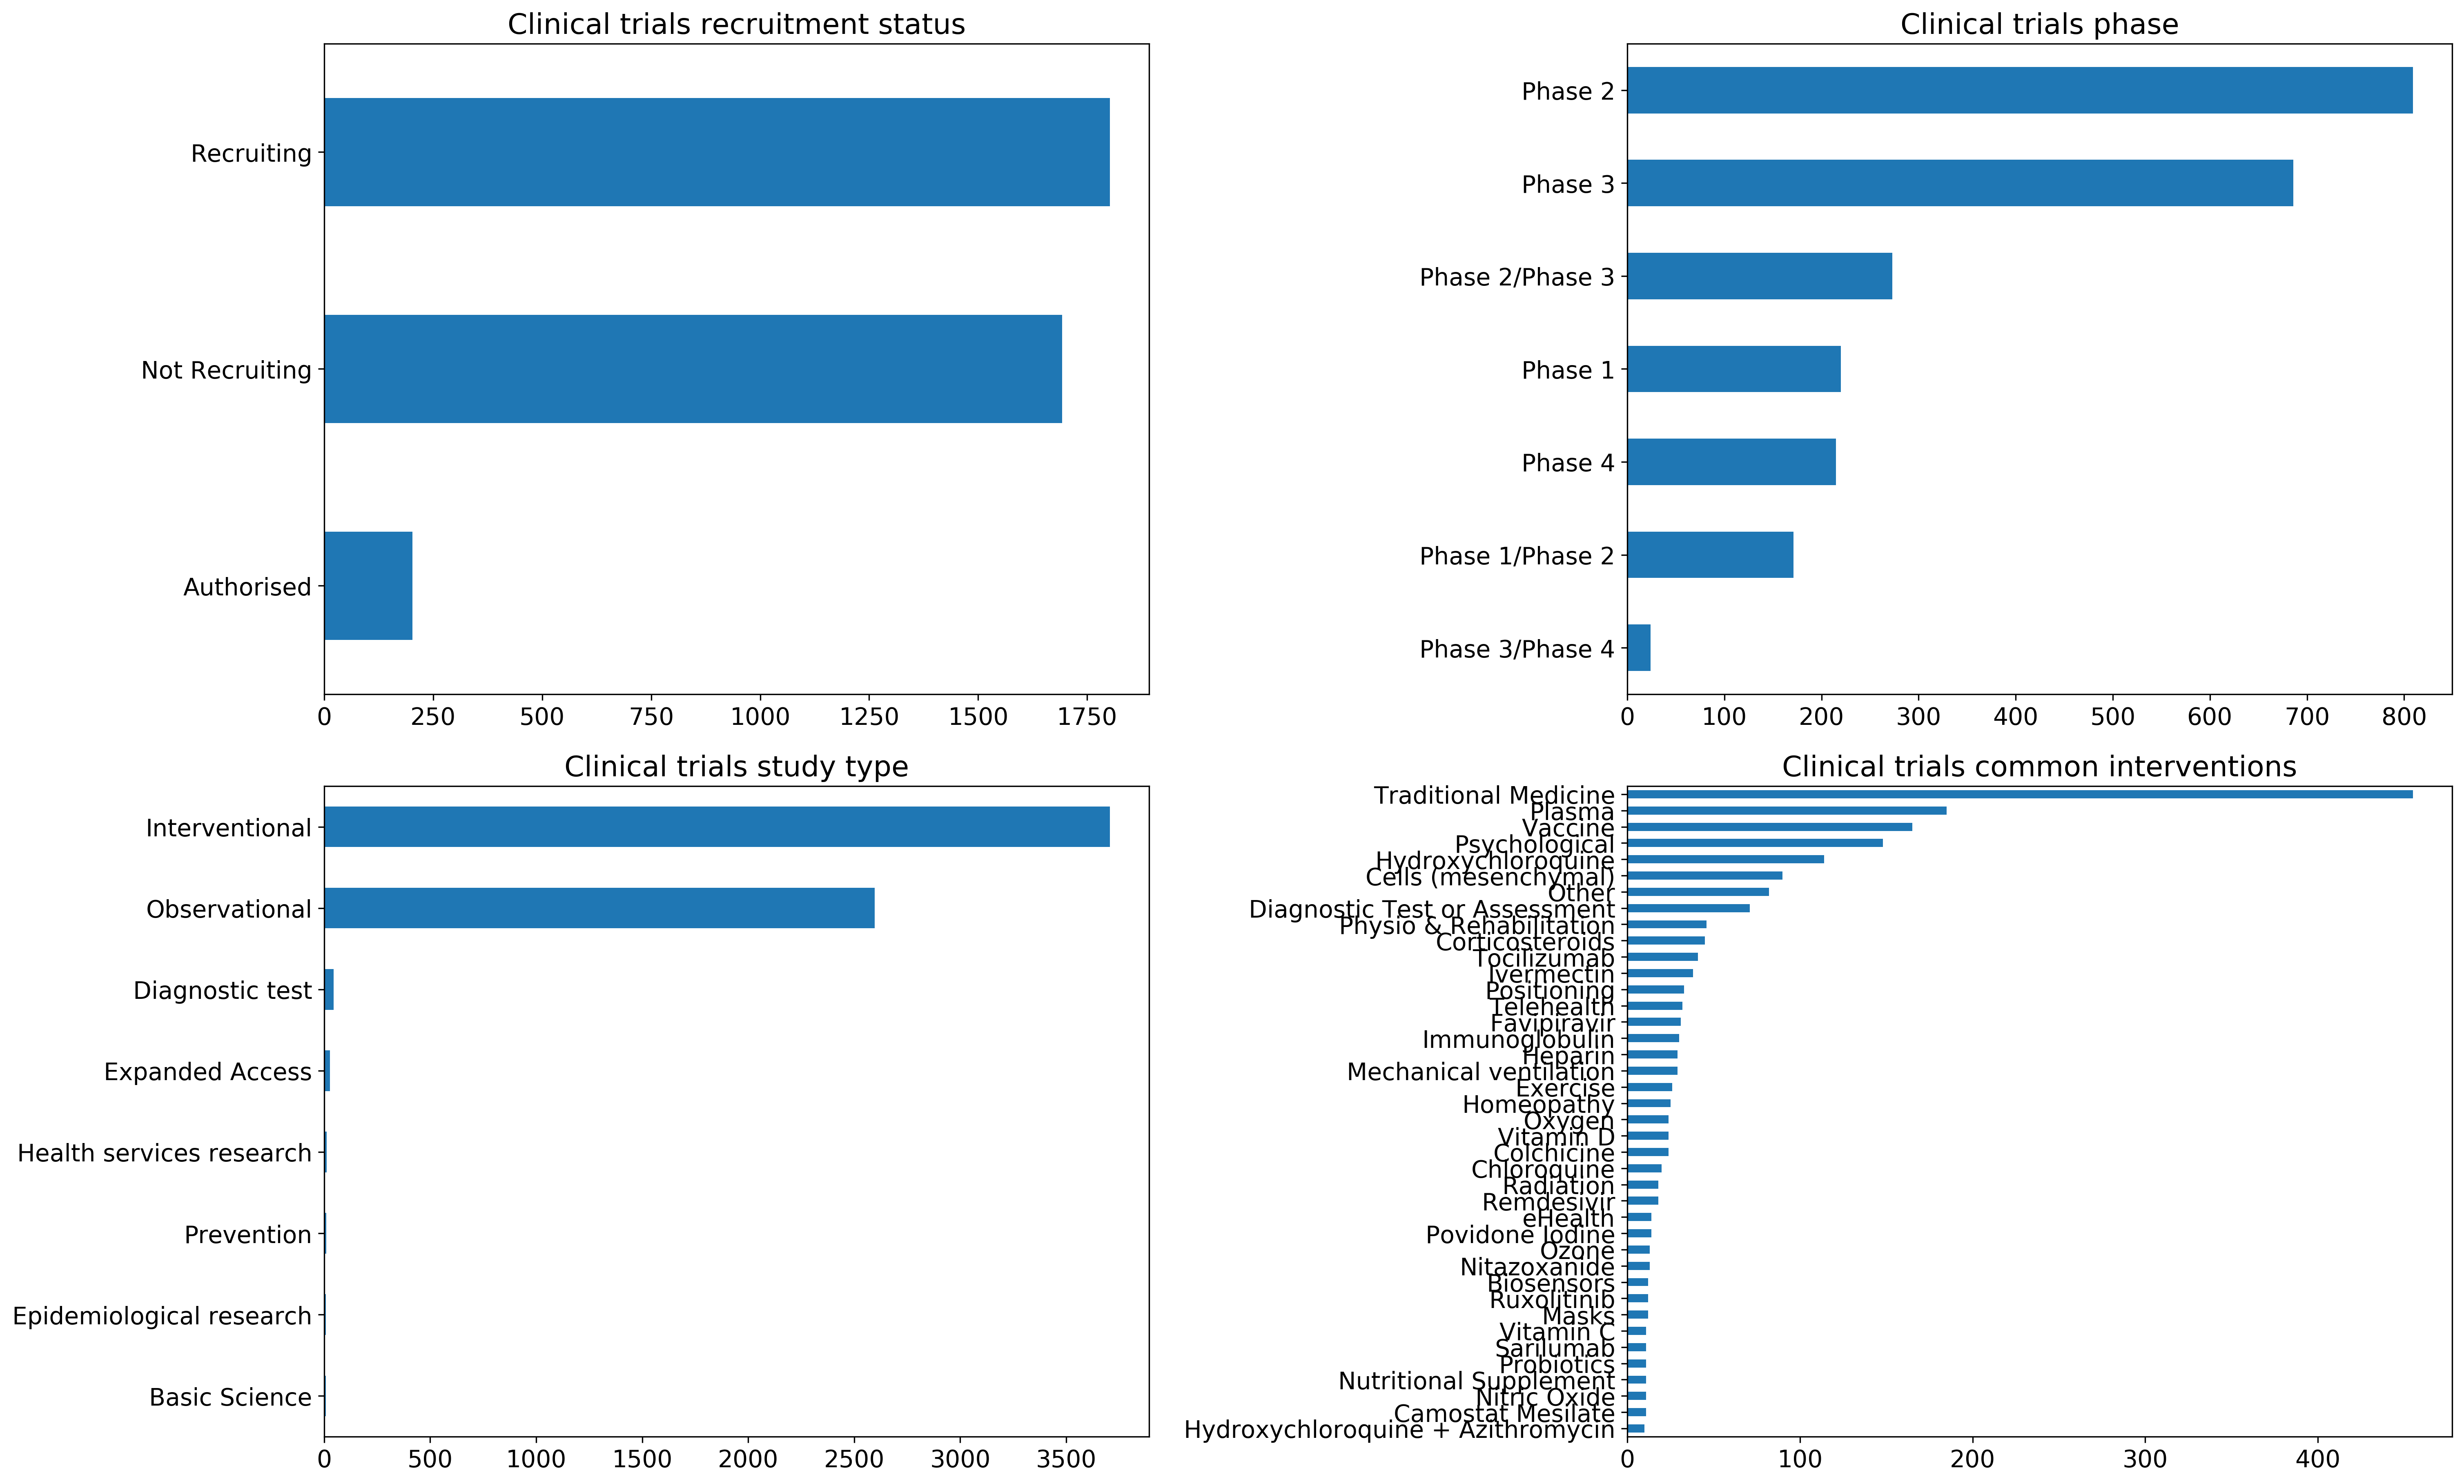 Clinical trials recruitment status
Recruiting
Not Recruiting
Authorised
0 250 500 750 1000 1250 1500 1750
Clinical trials phase
Phase 2
Phase 3
Phase 2/Phase 3
Phase 1
Phase 4
Phase 1/Phase 2
Phase 3/Phase 4
0 100 200 300 400 500 600 700 800
Clinical trials study type
Interventional
Observational
Diagnostic test
Expanded Access
Health services research
Prevention
Epidemiological research
Basic Science
0 500 1000 1500 2000 2500 3000 3500
Clinical trials common interventions
Traditional Medicine
Plasma
Vaccine
Psychological
Hydroxychloroquine
Cells (mesenchymal)
Other
Diagnostic Test or Assessment
Physio & Rehabilitation
Corticosteroids
Tocilizumab
Ivermectin
Positioning
Telehealth
Favipiravir
Immunoglobulin
Heparin
Mechanical ventilation
Exercise
Homeopathy
Oxygen
Vitamin D
Colchicine
Chloroquine
Radiation
Remdesivir
eHealth
Povidone Iodine
Ozone
Nitazoxanide
Biosensors
Ruxolitinib
Masks
Vitamin C
Sarilumab
Probiotics
Nutritional Supplement
Nitric Oxide
Camostat Mesilate
Hydroxychloroquine + Azithromycin
0 100 200 300 400